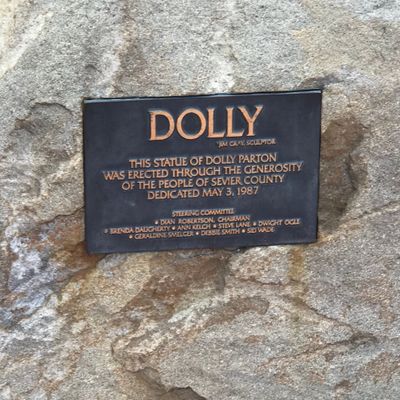 DOLLY
JIM GRAY, SCULPTOR
THIS STATUE OF DOLLY PARTON
WAS ERECTED THROUGH THE GENEROSITY
OF THE PEOPLE OF SEVIER COUNTY
DEDICATED MAY 3, 1987
STEERING COMMITTEE
★ DIAN ROBERTSON, CHAIRMAN
★ BRENDA DAUGHERTY ★ ANN KELCH ★ STEVE LANE ★ DWIGHT OGLE
★ GERALDINE SMELCER ★ DEBBIE SMITH ★ WADE